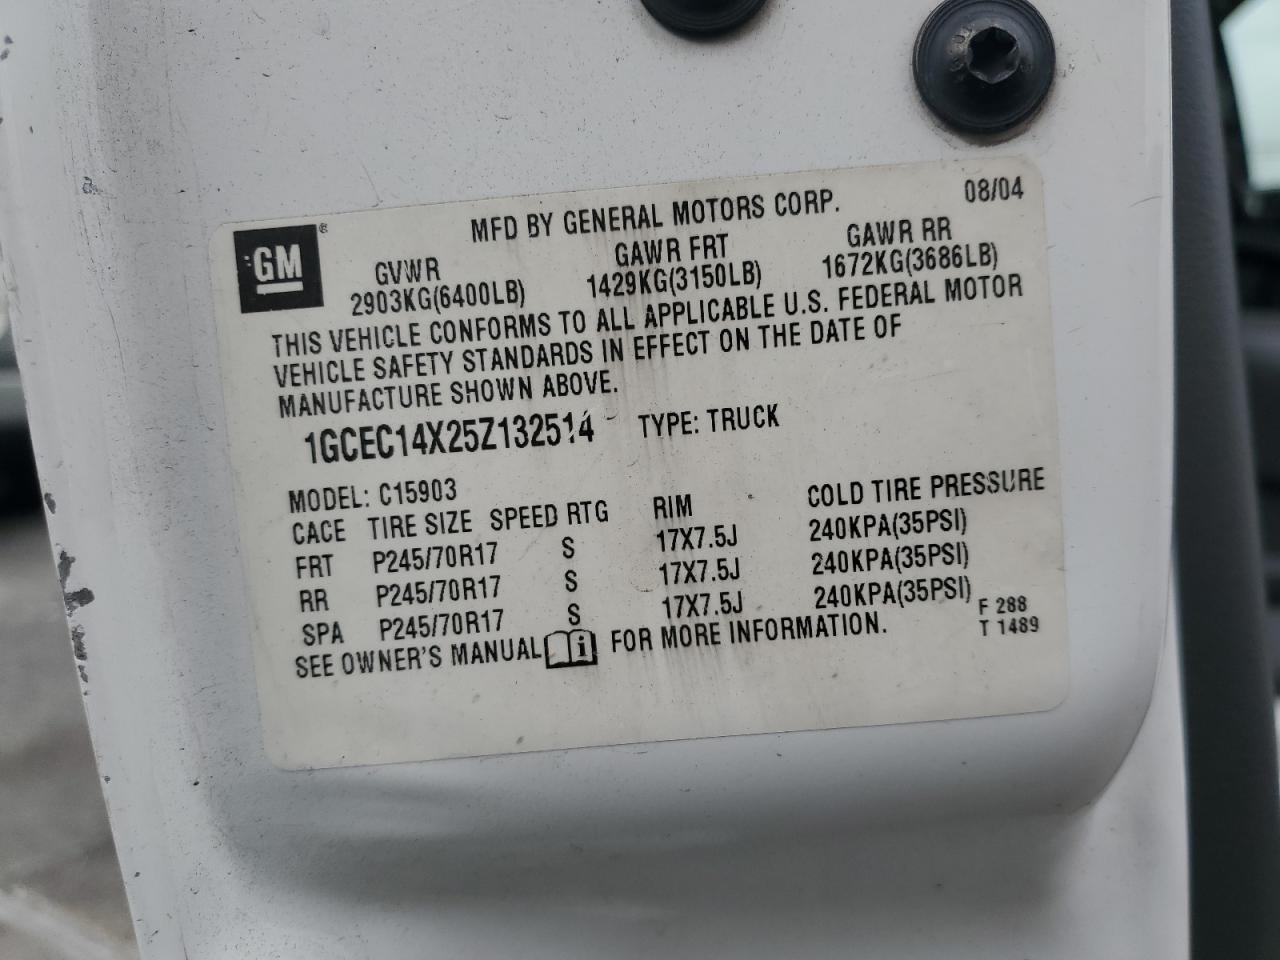 MFD BY GENERAL MOTORS CORP. 08/04
GM®
GVWR GAWR FRT GAWR RR
2903KG(6400LB) 1429KG(3150LB) 1672KG(3686LB)
THIS VEHICLE CONFORMS TO ALL APPLICABLE U.S. FEDERAL MOTOR
VEHICLE SAFETY STANDARDS IN EFFECT ON THE DATE OF
MANUFACTURE SHOWN ABOVE.
1GCEC14X25Z132514 TYPE: TRUCK
MODEL: C15903
CACE TIRE SIZE SPEED RTG RIM COLD TIRE PRESSURE
FRT P245/70R17 S 17X7.5J 240KPA(35PSI)
RR P245/70R17 S 17X7.5J 240KPA(35PSI)
SPA P245/70R17 S 17X7.5J 240KPA(35PSI)
SEE OWNER'S MANUAL i FOR MORE INFORMATION.
F 288
T 1489